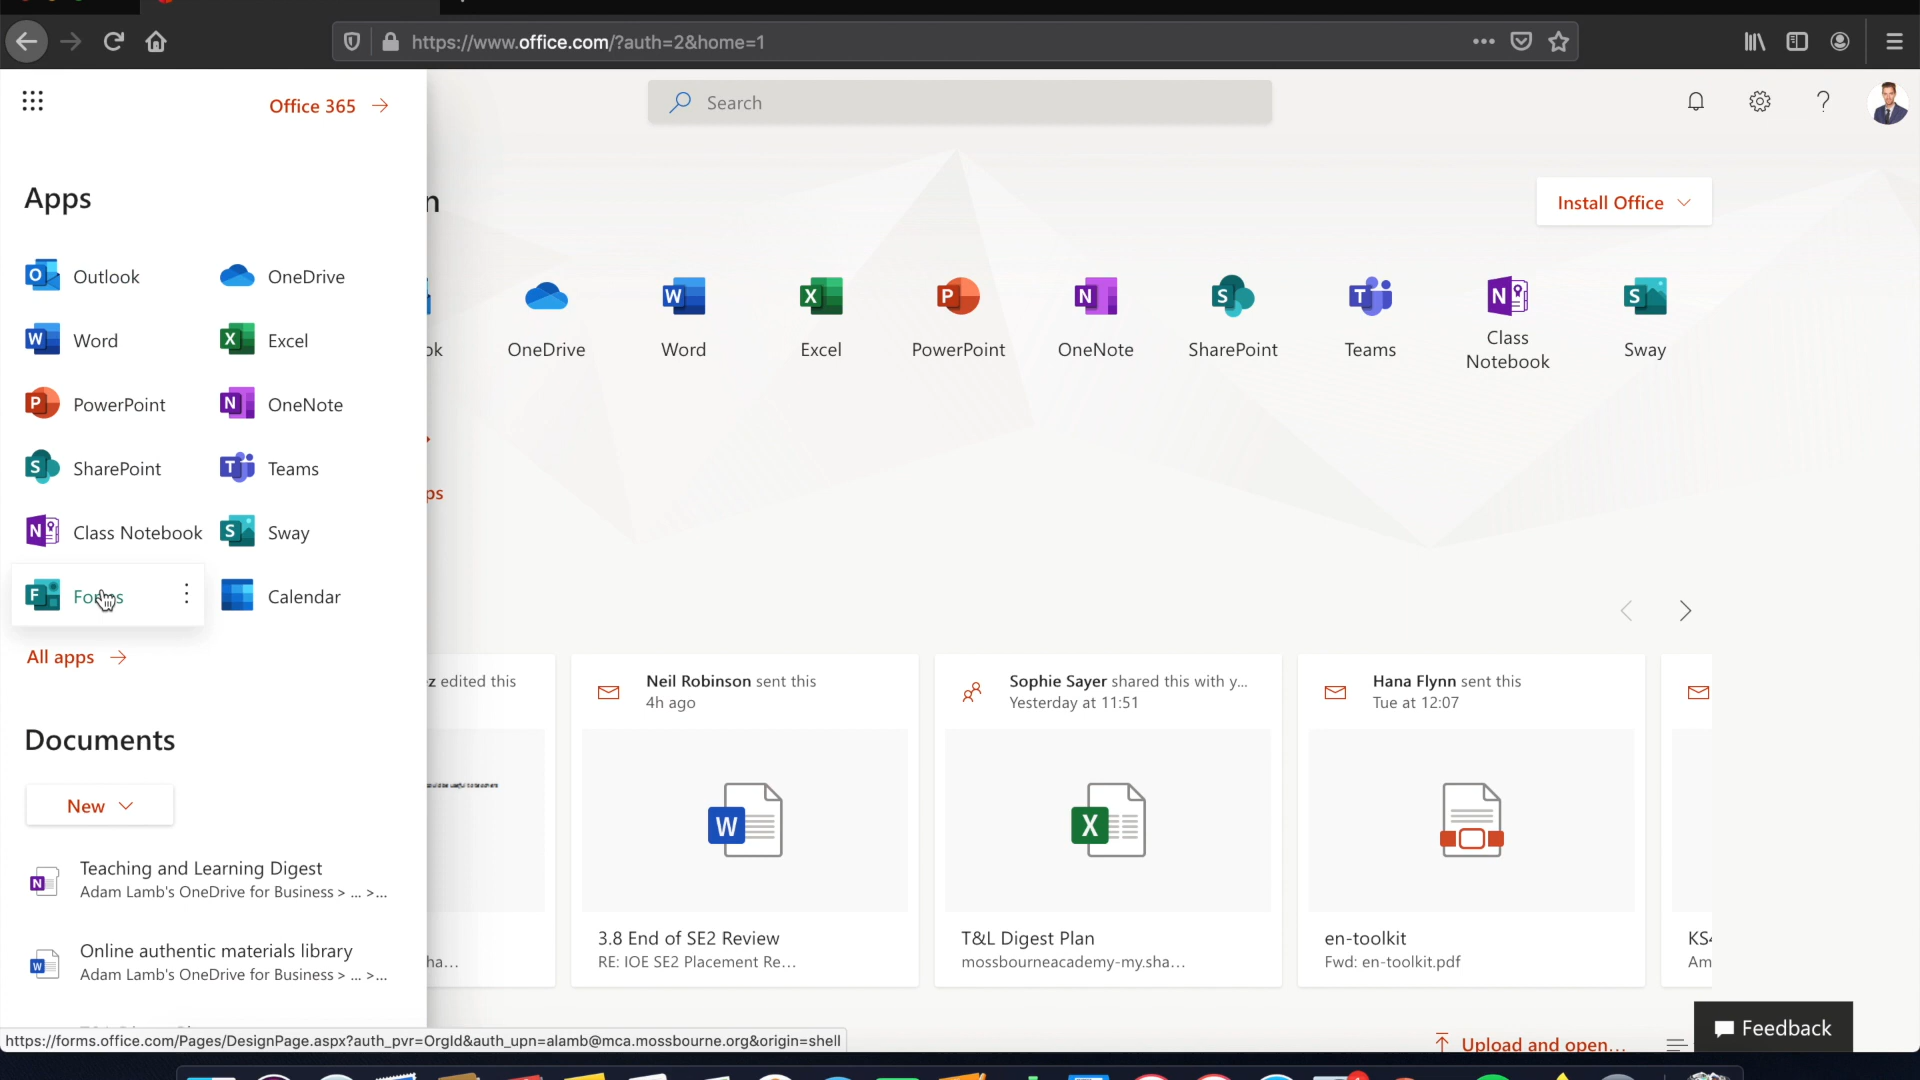 https://www.office.com/?auth=2&home=1
Office 365
Search
Apps
Install Office
Outlook
OneDrive
Word
Excel
PowerPoint
OneNote
SharePoint
Teams
Class Notebook
Sway
Forms
Calendar
All apps
n
ok
OneDrive
Word
Excel
PowerPoint
OneNote
SharePoint
Teams
Class
Notebook
Sway
ps
Documents
New
Teaching and Learning Digest
Adam Lamb's OneDrive for Business > ... >...
Online authentic materials library
Adam Lamb's OneDrive for Business > ... >...
z edited this
ha...
Neil Robinson sent this
4h ago
W
3.8 End of SE2 Review
RE: IOE SE2 Placement Re...
Sophie Sayer shared this with y...
Yesterday at 11:51
X
T&L Digest Plan
mossbourneacademy-my.sha...
Hana Flynn sent this
Tue at 12:07
en-toolkit
Fwd: en-toolkit.pdf
KS4
Am
https://forms.office.com/Pages/DesignPage.aspx?auth_pvr=OrgId&auth_upn=alamb@mca.mossbourne.org&origin=shell
Upload and open...
Feedback